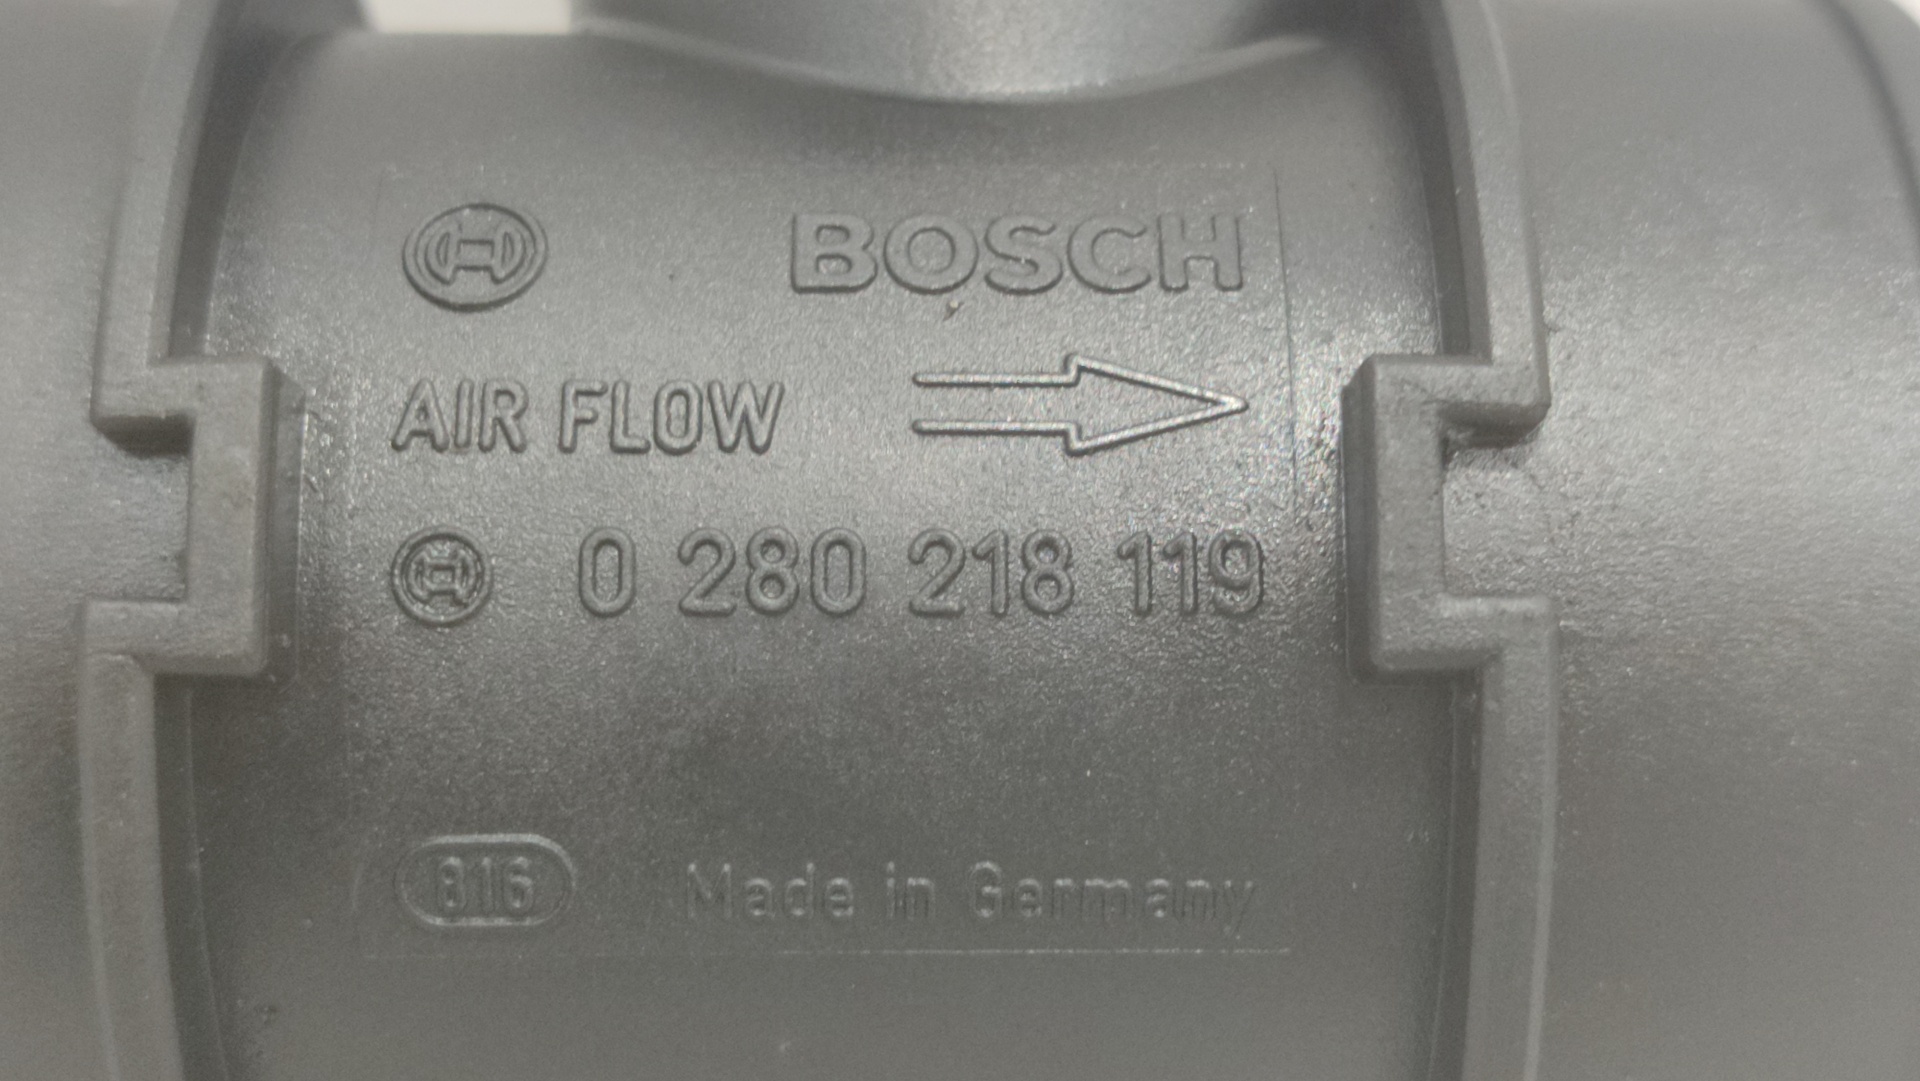 BOSCH
AIR FLOW
0 280 218 119
816 Made in Germany